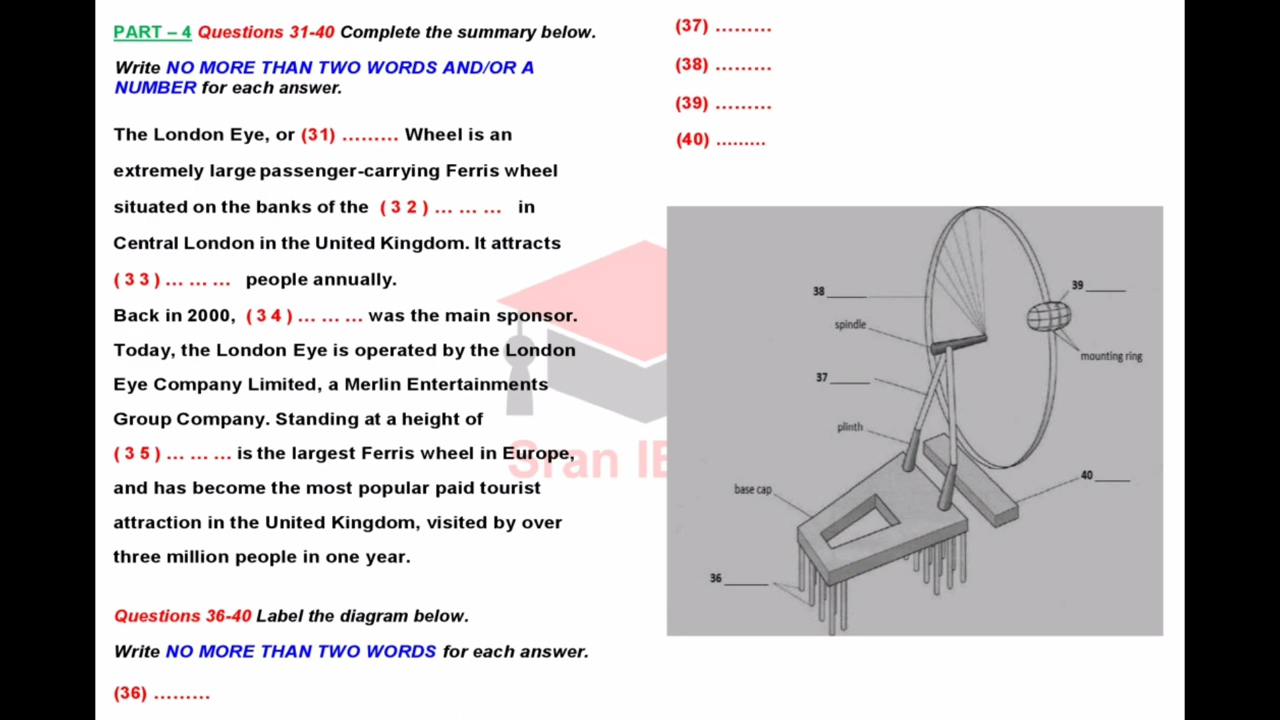 PART – 4 Questions 31-40 Complete the summary below.
Write NO MORE THAN TWO WORDS AND/OR A
NUMBER for each answer.
The London Eye, or (31) ……… Wheel is an
extremely large passenger-carrying Ferris wheel
situated on the banks of the (32)……… in
Central London in the United Kingdom. It attracts
(33)……… people annually.
Back in 2000, (34)……… was the main sponsor.
Today, the London Eye is operated by the London
Eye Company Limited, a Merlin Entertainments
Group Company. Standing at a height of
(35)……… is the largest Ferris wheel in Europe,
and has become the most popular paid tourist
attraction in the United Kingdom, visited by over
three million people in one year.
Questions 36-40 Label the diagram below.
Write NO MORE THAN TWO WORDS for each answer.
(36) ………
(37) ………
(38) ………
(39) ………
(40) ………
39 ______
38 ______
spindle
mounting ring
37 ______
plinth
40 ______
base cap
36 ______
Sran